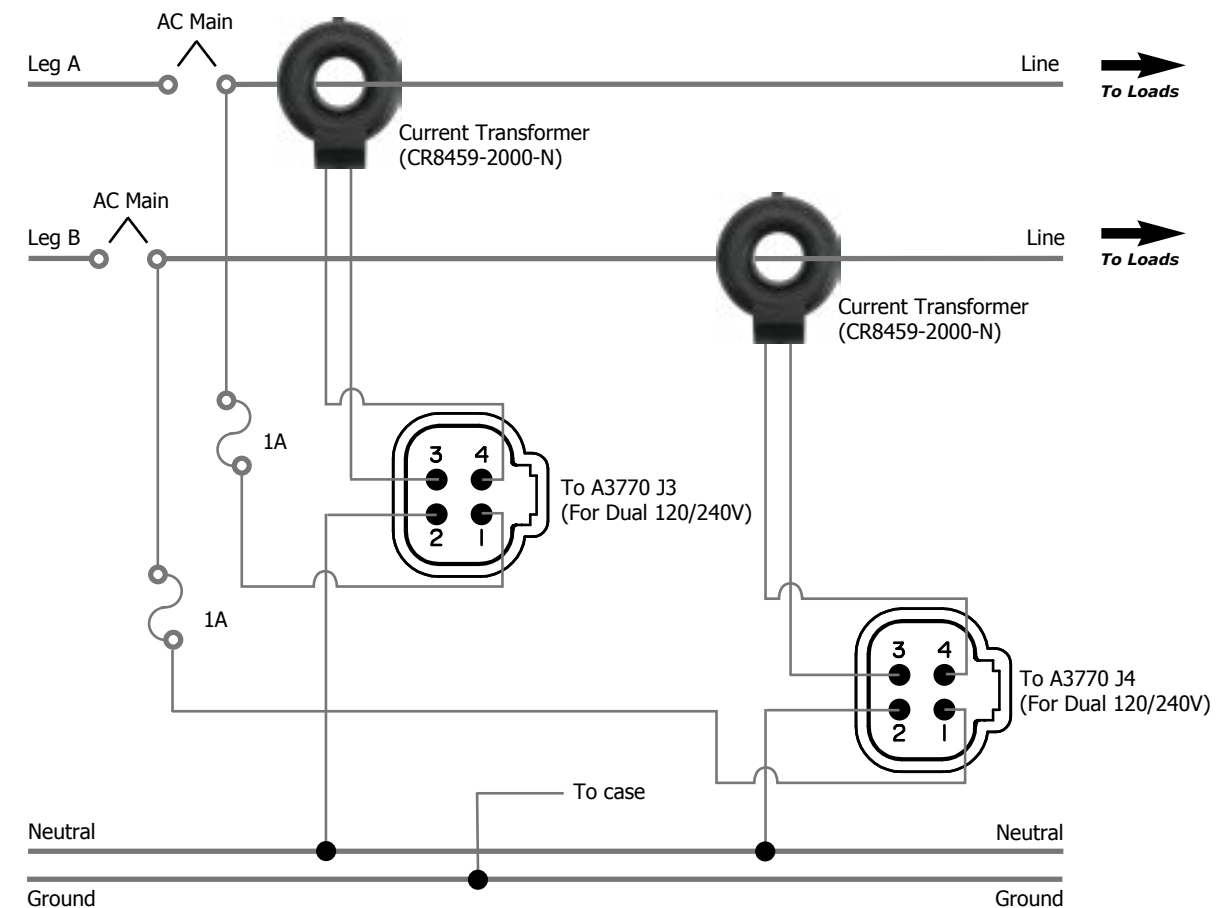 AC Main
Leg A
Line
To Loads
Current Transformer
(CR8459-2000-N)
AC Main
Leg B
Line
To Loads
Current Transformer
(CR8459-2000-N)
1A
3 4
2 1
To A3770 J3
(For Dual 120/240V)
1A
3 4
2 1
To A3770 J4
(For Dual 120/240V)
To case
Neutral
Neutral
Ground
Ground